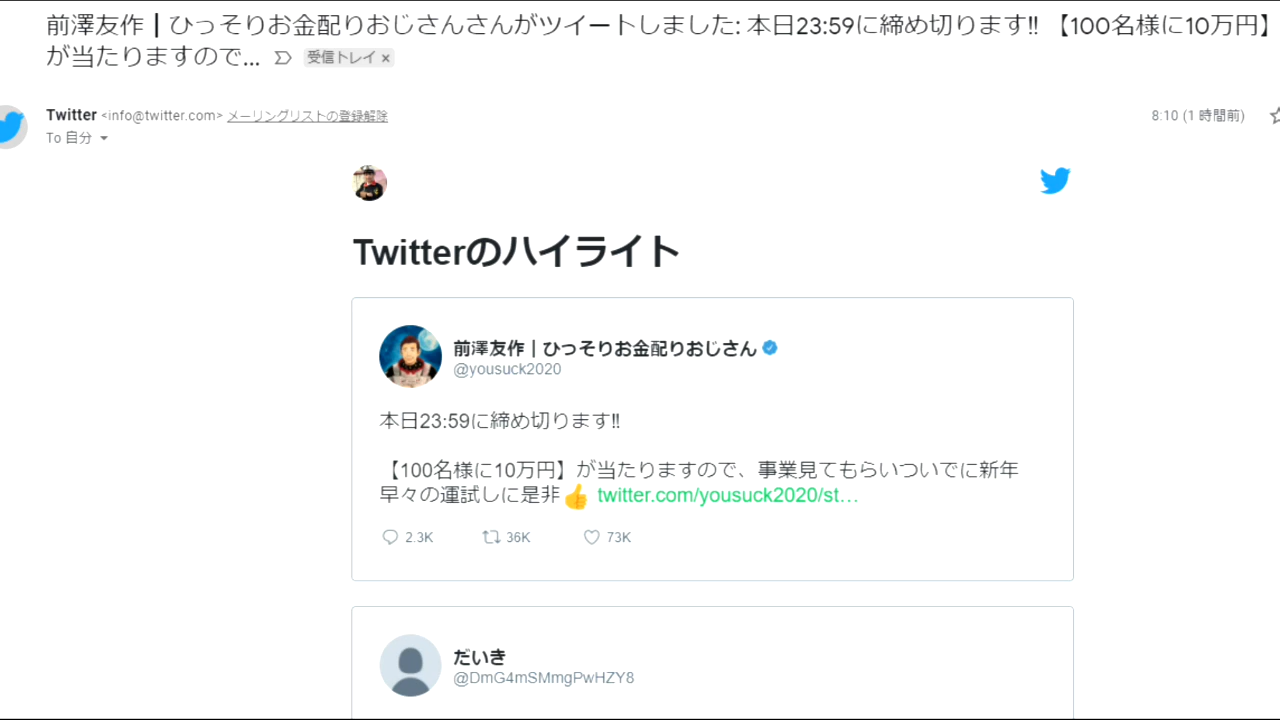 前澤友作┃ひっそりお金配りおじさんさんがツイートしました: 本日23:59に締め切ります‼ 【100名様に10万円】
が当たりますので... 受信トレイ ×
Twitter <info@twitter.com> メーリングリストの登録解除
8:10 (1 時間前)
To 自分
Twitterのハイライト
前澤友作┃ひっそりお金配りおじさん
@yousuck2020
本日23:59に締め切ります‼
【100名様に10万円】が当たりますので、事業見てもらいついでに新年
早々の運試しに是非👍 twitter.com/yousuck2020/st…
2.3K 36K 73K
だいき
@DmG4mSMmgPwHZY8